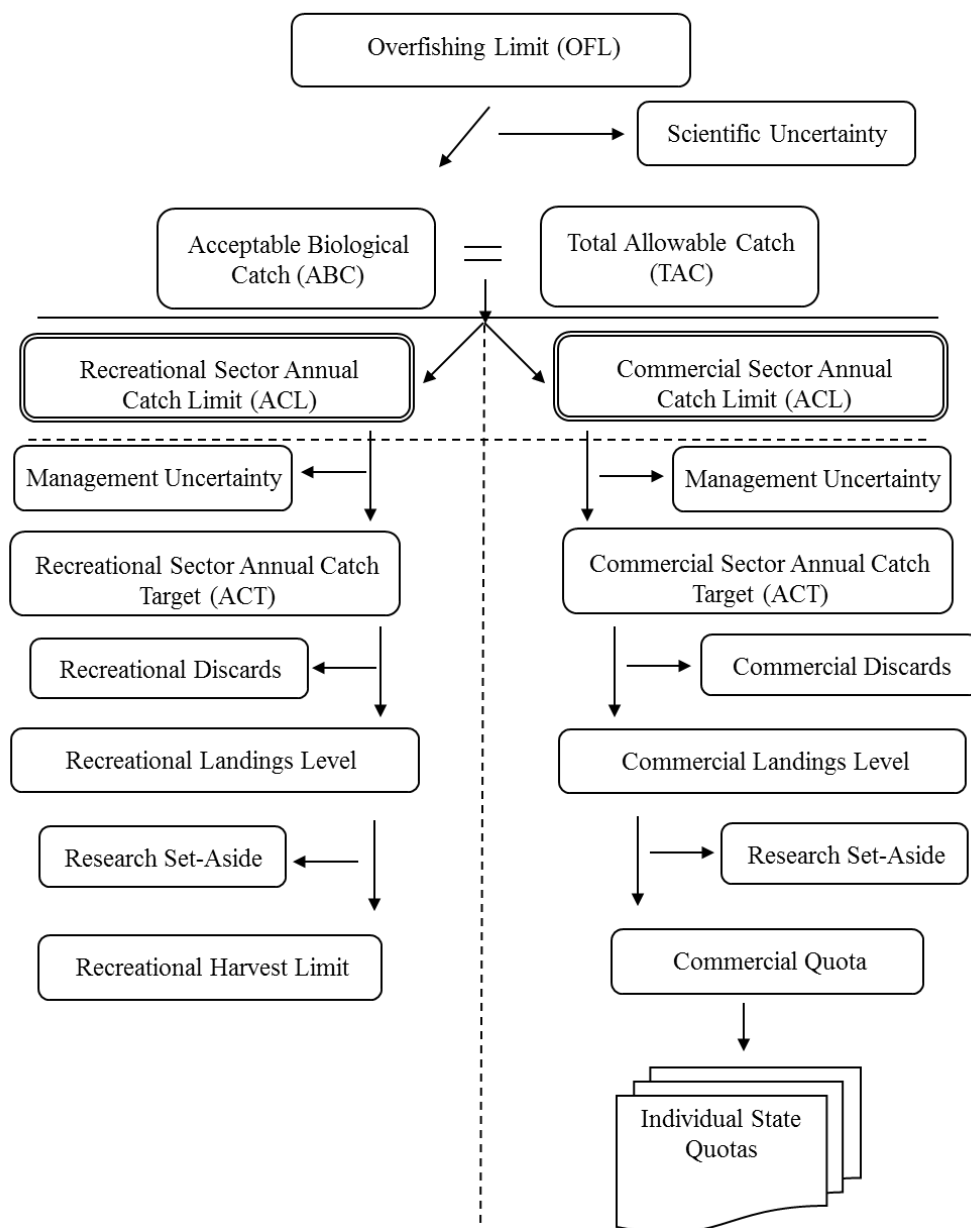 Overfishing Limit (OFL)
Scientific Uncertainty
Acceptable Biological
Catch (ABC)
Total Allowable Catch
(TAC)
Recreational Sector Annual
Catch Limit (ACL)
Commercial Sector Annual
Catch Limit (ACL)
Management Uncertainty
Management Uncertainty
Recreational Sector Annual Catch
Target (ACT)
Commercial Sector Annual Catch
Target (ACT)
Recreational Discards
Commercial Discards
Recreational Landings Level
Commercial Landings Level
Research Set-Aside
Research Set-Aside
Recreational Harvest Limit
Commercial Quota
Individual State
Quotas